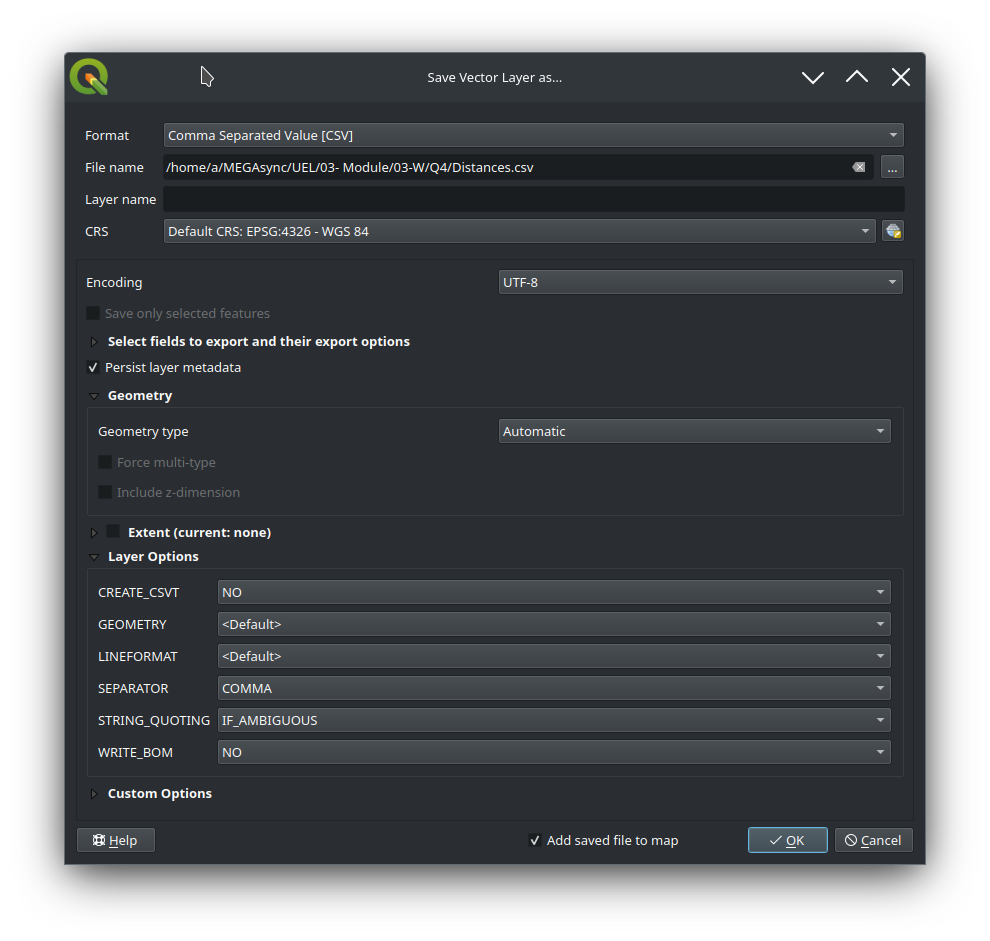 Save Vector Layer as...
Format Comma Separated Value [CSV]
File name /home/a/MEGAsync/UEL/03- Module/03-W/Q4/Distances.csv ...
Layer name
CRS Default CRS: EPSG:4326 - WGS 84
Encoding UTF-8
Save only selected features
Select fields to export and their export options
Persist layer metadata
Geometry
Geometry type Automatic
Force multi-type
Include z-dimension
Extent (current: none)
Layer Options
CREATE_CSVT NO
GEOMETRY <Default>
LINEFORMAT <Default>
SEPARATOR COMMA
STRING_QUOTING IF_AMBIGUOUS
WRITE_BOM NO
Custom Options
Help Add saved file to map OK Cancel